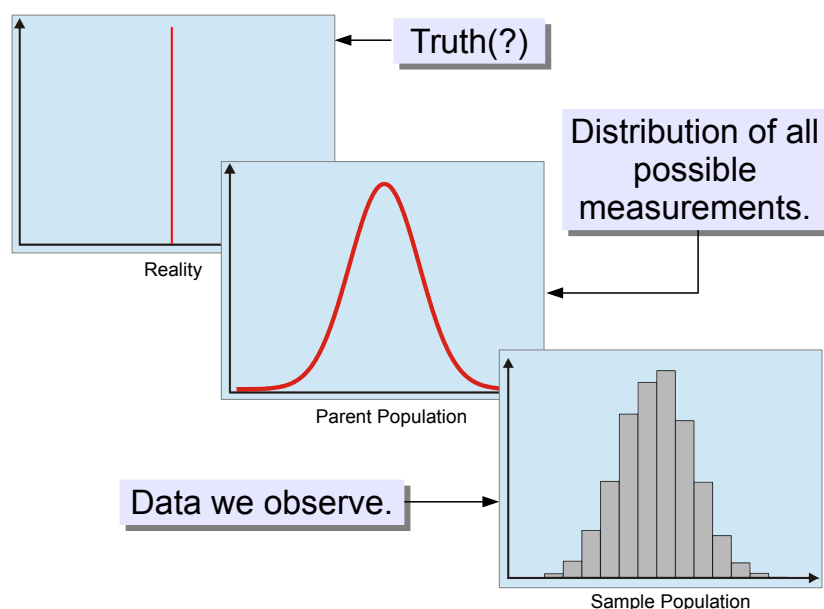 Truth(?)
Distribution of all
possible
measurements.
Reality
Parent Population
Data we observe.
Sample Population